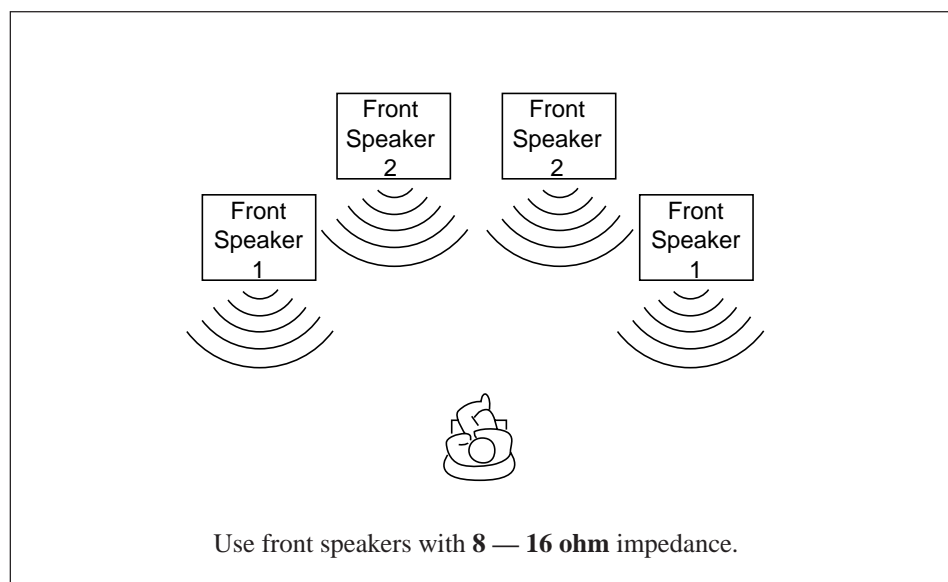 Front
Speaker
2
Front
Speaker
2
Front
Speaker
1
Front
Speaker
1
Use front speakers with 8 — 16 ohm impedance.